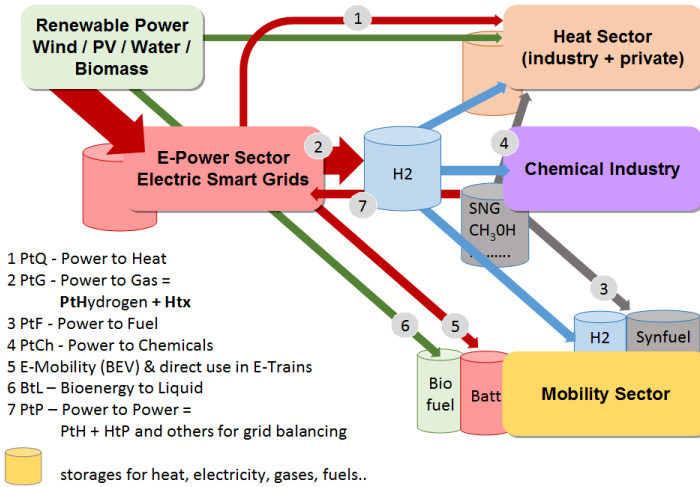 Renewable Power
Wind / PV / Water /
Biomass
1
Heat Sector
(industry + private)
E-Power Sector
Electric Smart Grids
2
H2
4
Chemical Industry
7
SNG
CH₃0H
.........
3
6
5
H2
Synfuel
Bio
fuel
Batt
Mobility Sector
1 PtQ - Power to Heat
2 PtG - Power to Gas =
PtHydrogen + Htx
3 PtF - Power to Fuel
4 PtCh - Power to Chemicals
5 E-Mobility (BEV) & direct use in E-Trains
6 BtL – Bioenergy to Liquid
7 PtP – Power to Power =
PtH + HtP and others for grid balancing
storages for heat, electricity, gases, fuels..